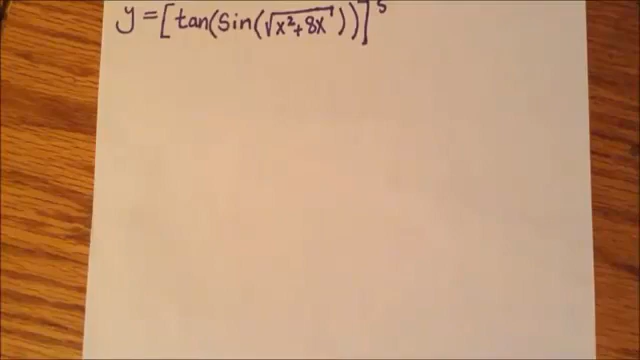 y = [tan(Sin(√x²+8x))]⁵